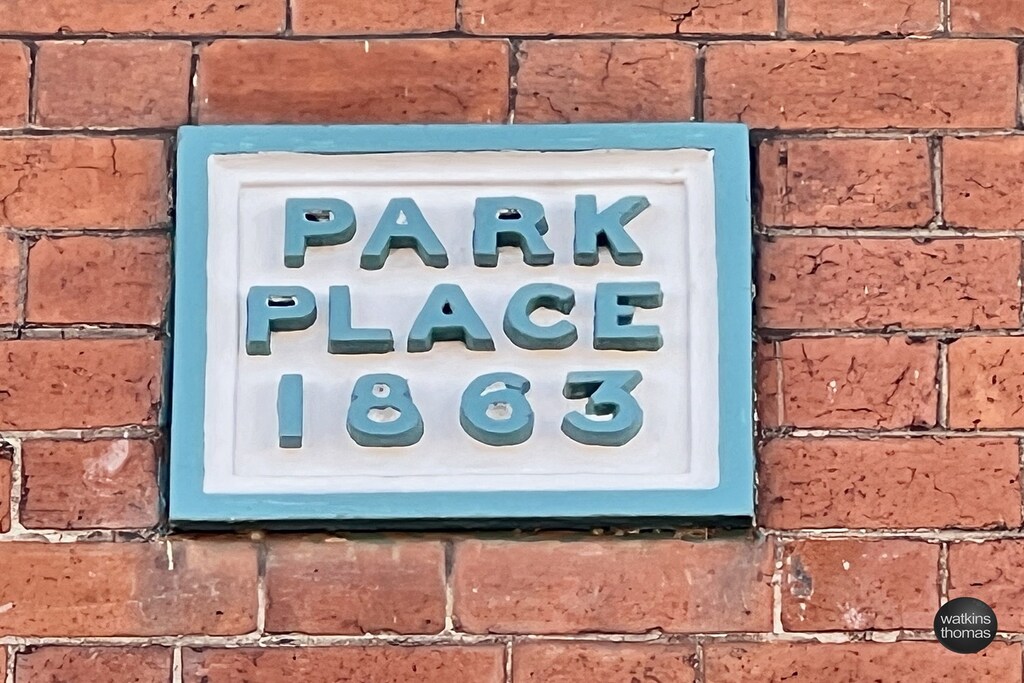 PARK
PLACE
1863
watkins
thomas